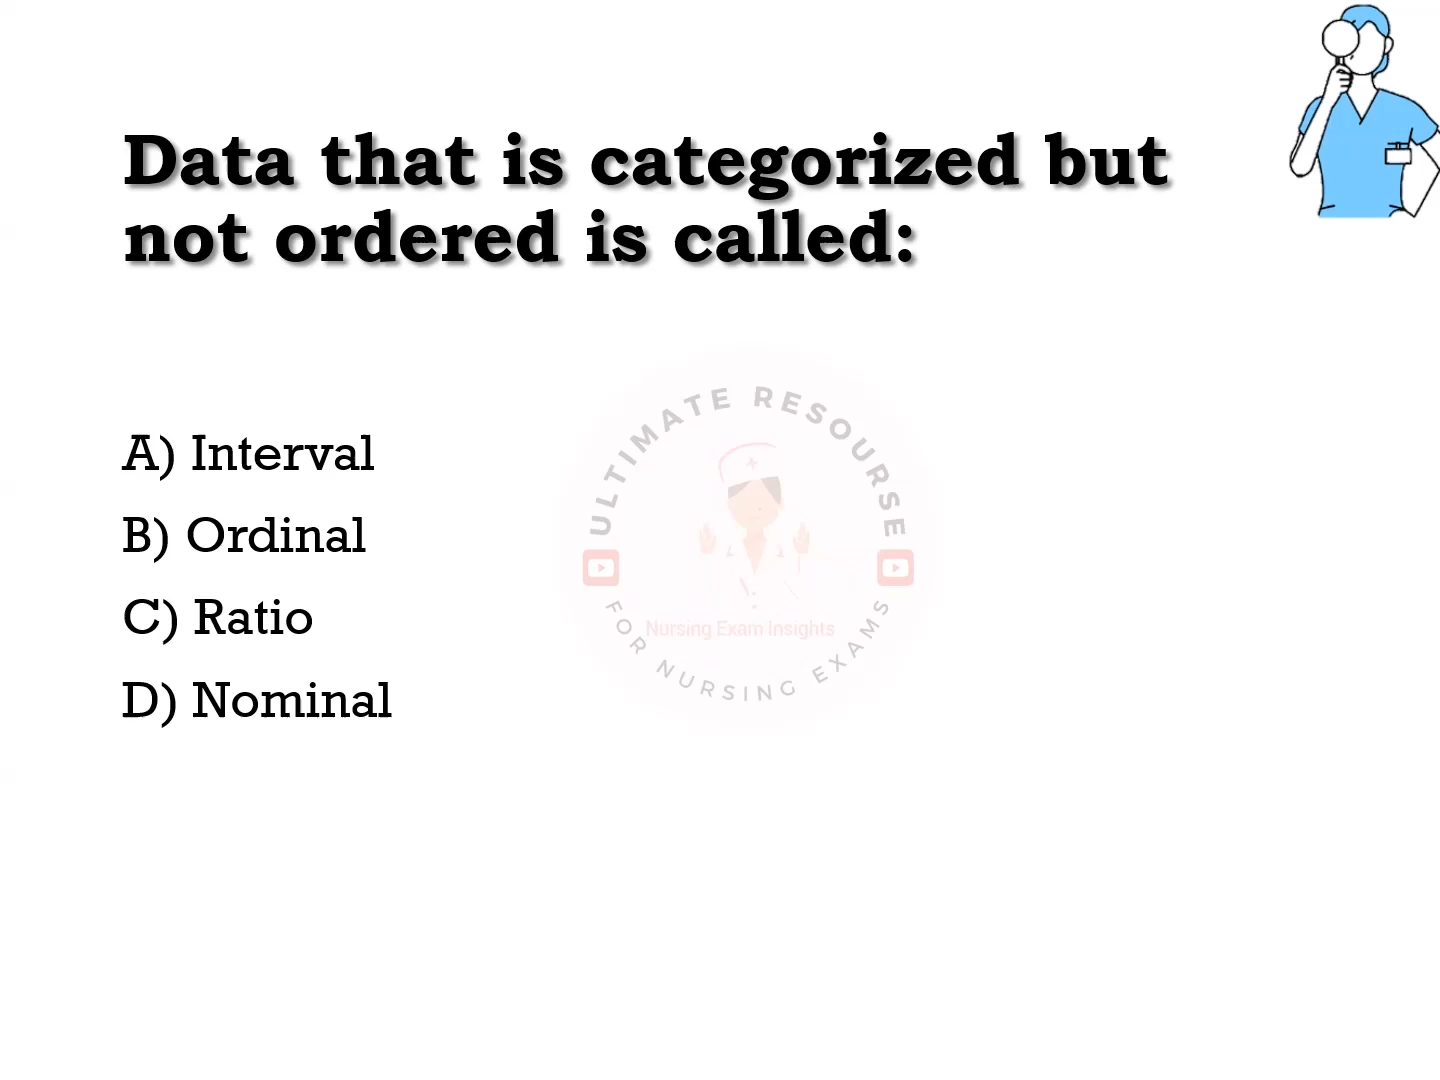 Data that is categorized but
not ordered is called:
A) Interval
B) Ordinal
C) Ratio
D) Nominal
ULTIMATE RESOURSE
Nursing Exam Insights
FOR NURSING EXAMS